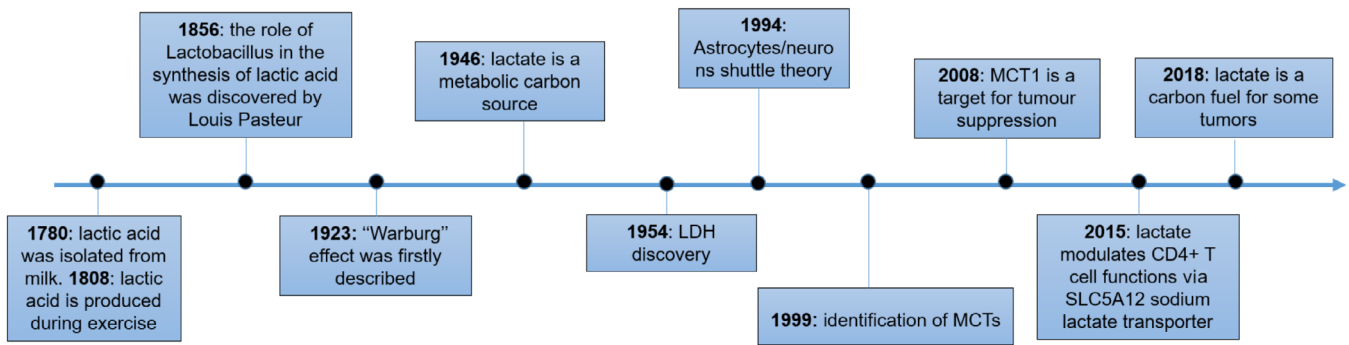 1780: lactic acid
was isolated from
milk. 1808: lactic
acid is produced
during exercise
1856: the role of
Lactobacillus in the
synthesis of lactic acid
was discovered by
Louis Pasteur
1923: “Warburg”
effect was firstly
described
1946: lactate is a
metabolic carbon
source
1954: LDH
discovery
1994:
Astrocytes/neuro
ns shuttle theory
1999: identification of MCTs
2008: MCT1 is a
target for tumour
suppression
2015: lactate
modulates CD4+ T
cell functions via
SLC5A12 sodium
lactate transporter
2018: lactate is a
carbon fuel for some
tumors